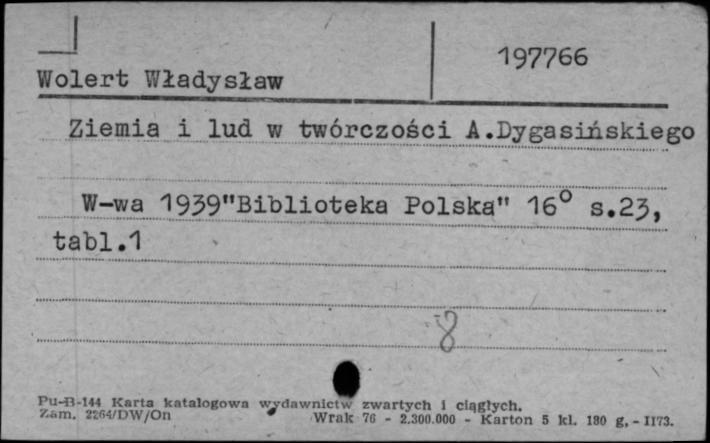 197766
Wolert Władysław
Ziemia i lud w twórczości A.Dygasińskiego
W-wa 1939"Biblioteka Polska" 16° s.23,
tabl.1
8
Pu-B-144 Karta katalogowa wydawnictw zwartych i ciągłych.
Zam. 2264/DW/On Wrak 76 - 2.300.000 - Karton 5 kl. 180 g, - II73.